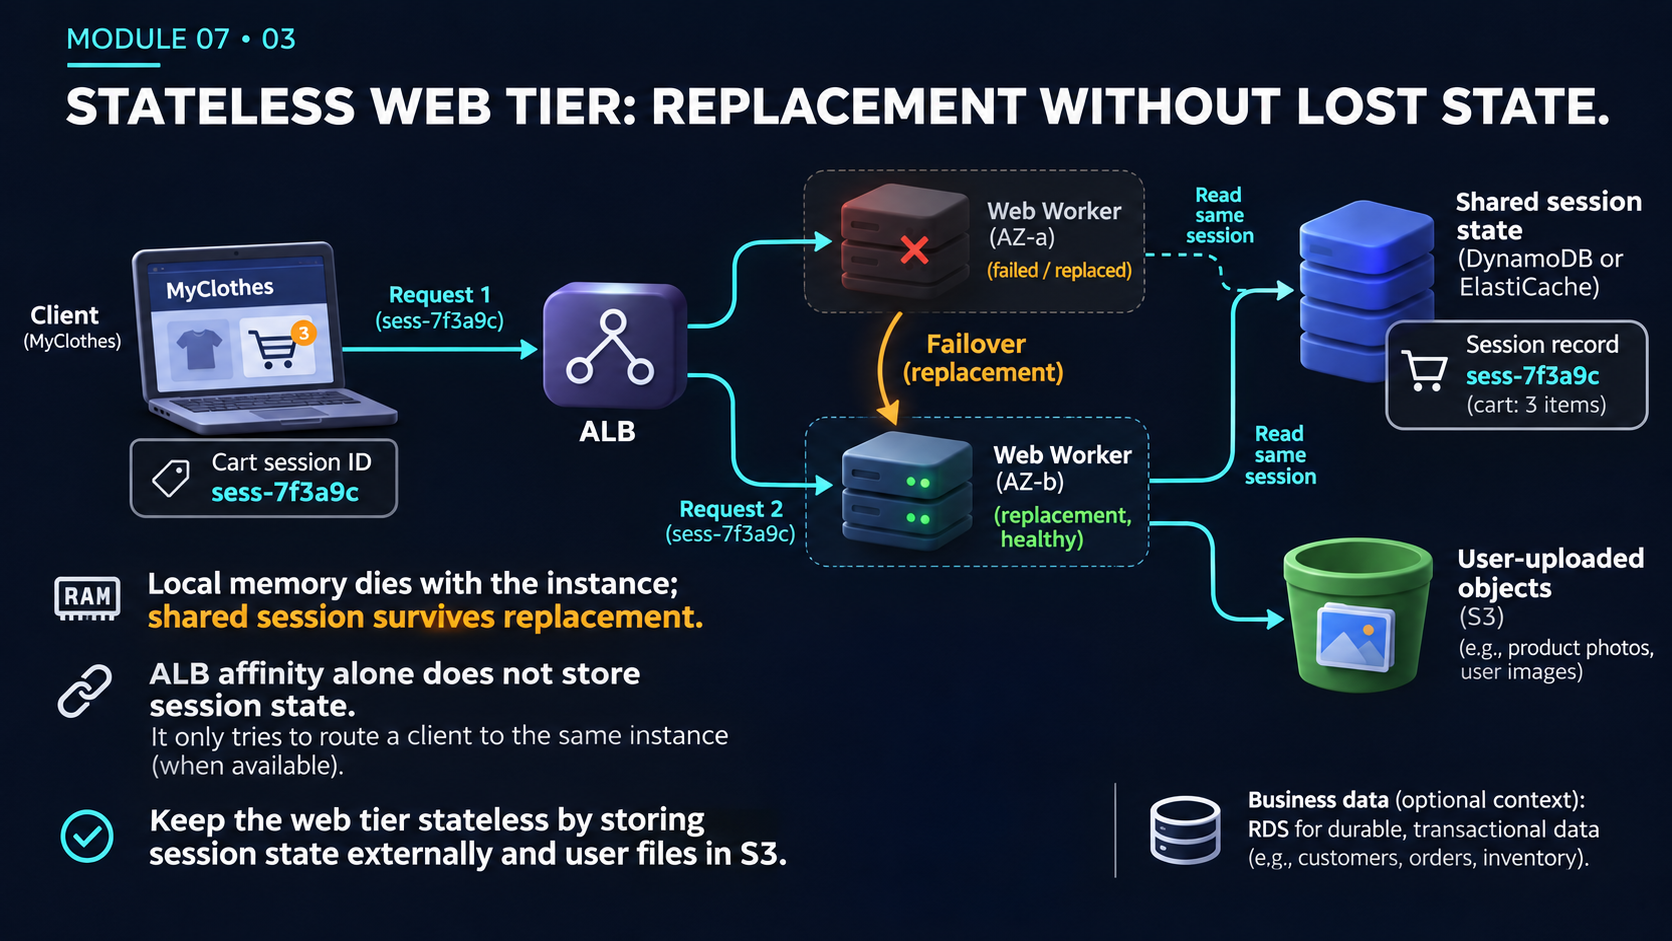 MODULE 07 • 03
STATELESS WEB TIER: REPLACEMENT WITHOUT LOST STATE.
Client
(MyClothes)
MyClothes
3
Cart session ID
sess-7f3a9c
Request 1
(sess-7f3a9c)
ALB
Request 2
(sess-7f3a9c)
Web Worker
(AZ-a)
(failed / replaced)
Failover
(replacement)
Web Worker
(AZ-b)
(replacement,
healthy)
Read
same
session
Read
same
session
Shared session
state
(DynamoDB or
ElastiCache)
Session record
sess-7f3a9c
(cart: 3 items)
User-uploaded
objects
(S3)
(e.g., product photos,
user images)
RAM
Local memory dies with the instance;
shared session survives replacement.
ALB affinity alone does not store
session state.
It only tries to route a client to the same instance
(when available).
Keep the web tier stateless by storing
session state externally and user files in S3.
Business data (optional context):
RDS for durable, transactional data
(e.g., customers, orders, inventory).